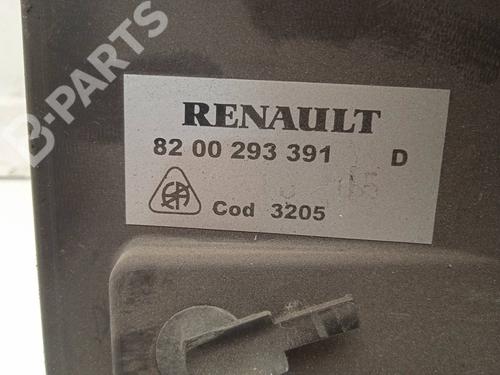 B-PARTS
RENAULT
82 00 293 391 D
Cod 3205